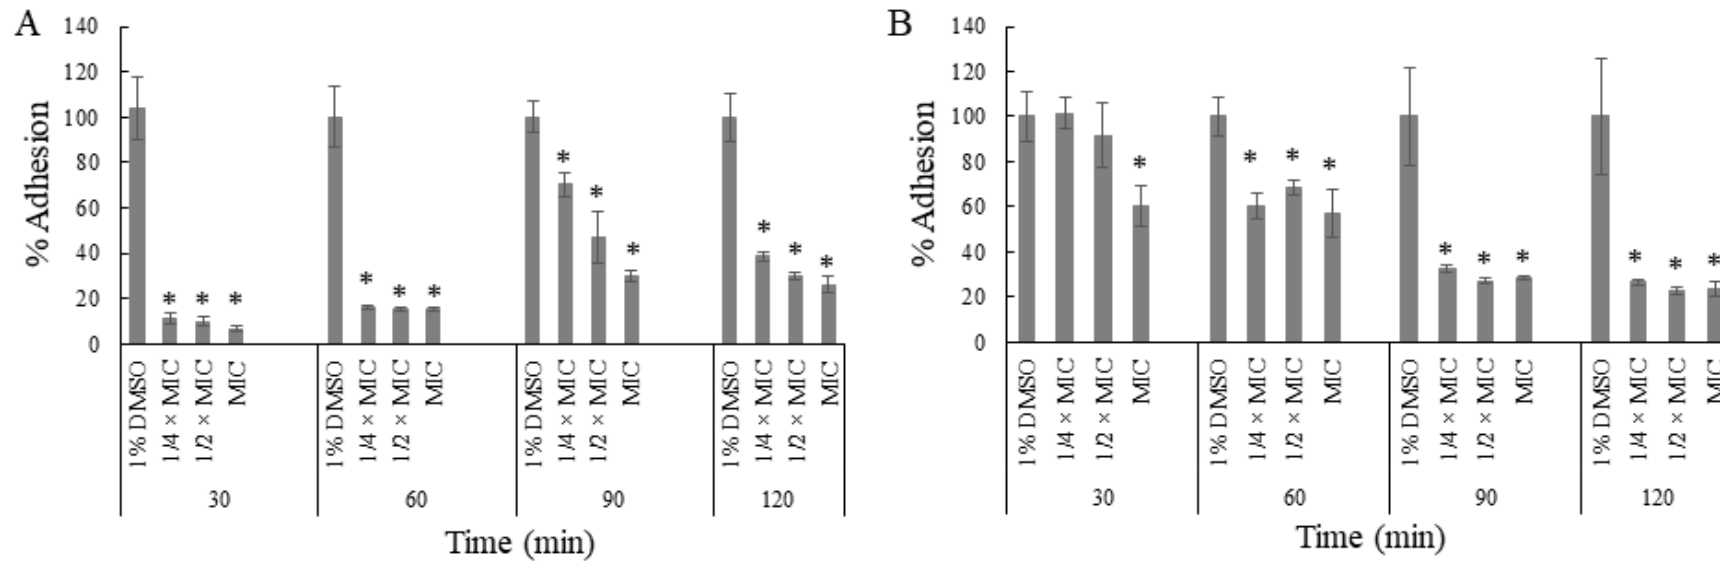 A
% Adhesion
140
120
100
80
60
40
20
0
* * *
* * *
* * *
* * *
1% DMSO
1/4 × MIC
1/2 × MIC
MIC
1% DMSO
1/4 × MIC
1/2 × MIC
MIC
1% DMSO
1/4 × MIC
1/2 × MIC
MIC
1% DMSO
1/4 × MIC
1/2 × MIC
MIC
30 60 90 120
Time (min)
B
% Adhesion
140
120
100
80
60
40
20
0
*
* * *
* * *
* * *
1% DMSO
1/4 × MIC
1/2 × MIC
MIC
1% DMSO
1/4 × MIC
1/2 × MIC
MIC
1% DMSO
1/4 × MIC
1/2 × MIC
MIC
1% DMSO
1/4 × MIC
1/2 × MIC
MIC
30 60 90 120
Time (min)